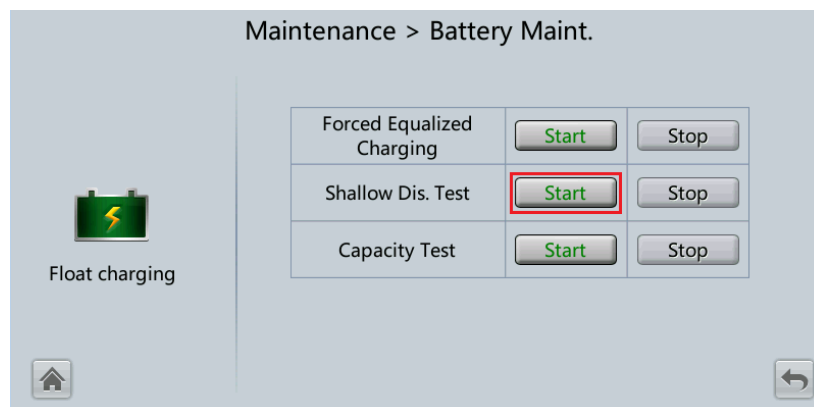 Maintenance > Battery Maint.
Forced Equalized
Charging
Start
Stop
Shallow Dis. Test
Start
Stop
Capacity Test
Start
Stop
Float charging